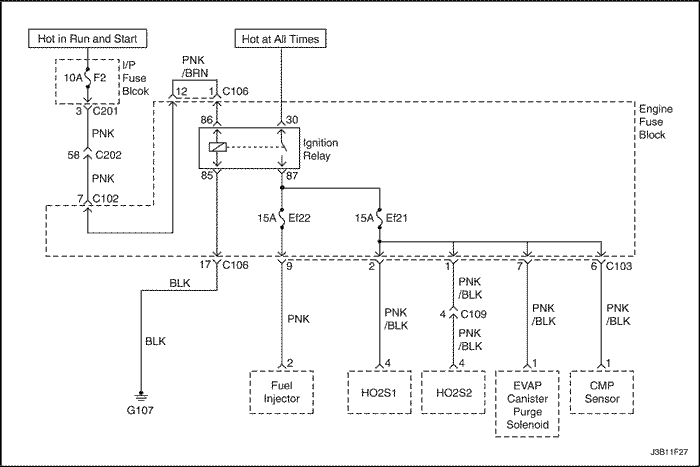 Hot in Run and Start
Hot at All Times
I/P
Fuse
Blcok
10A F2
3 C201
PNK
58 C202
PNK
7 C102
PNK
/BRN
12 1 C106
86 30
Ignition
Relay
85 87
Engine
Fuse
Block
15A Ef22
15A Ef21
17 C106 9 2 1 7 6 C103
BLK
BLK
G107
PNK
PNK
/BLK
PNK
/BLK
4 C109
PNK
/BLK
PNK
/BLK
PNK
/BLK
2 4 4 1 1
Fuel
Injector
HO2S1
HO2S2
EVAP
Canister
Purge
Solenoid
CMP
Sensor
J3B11F27